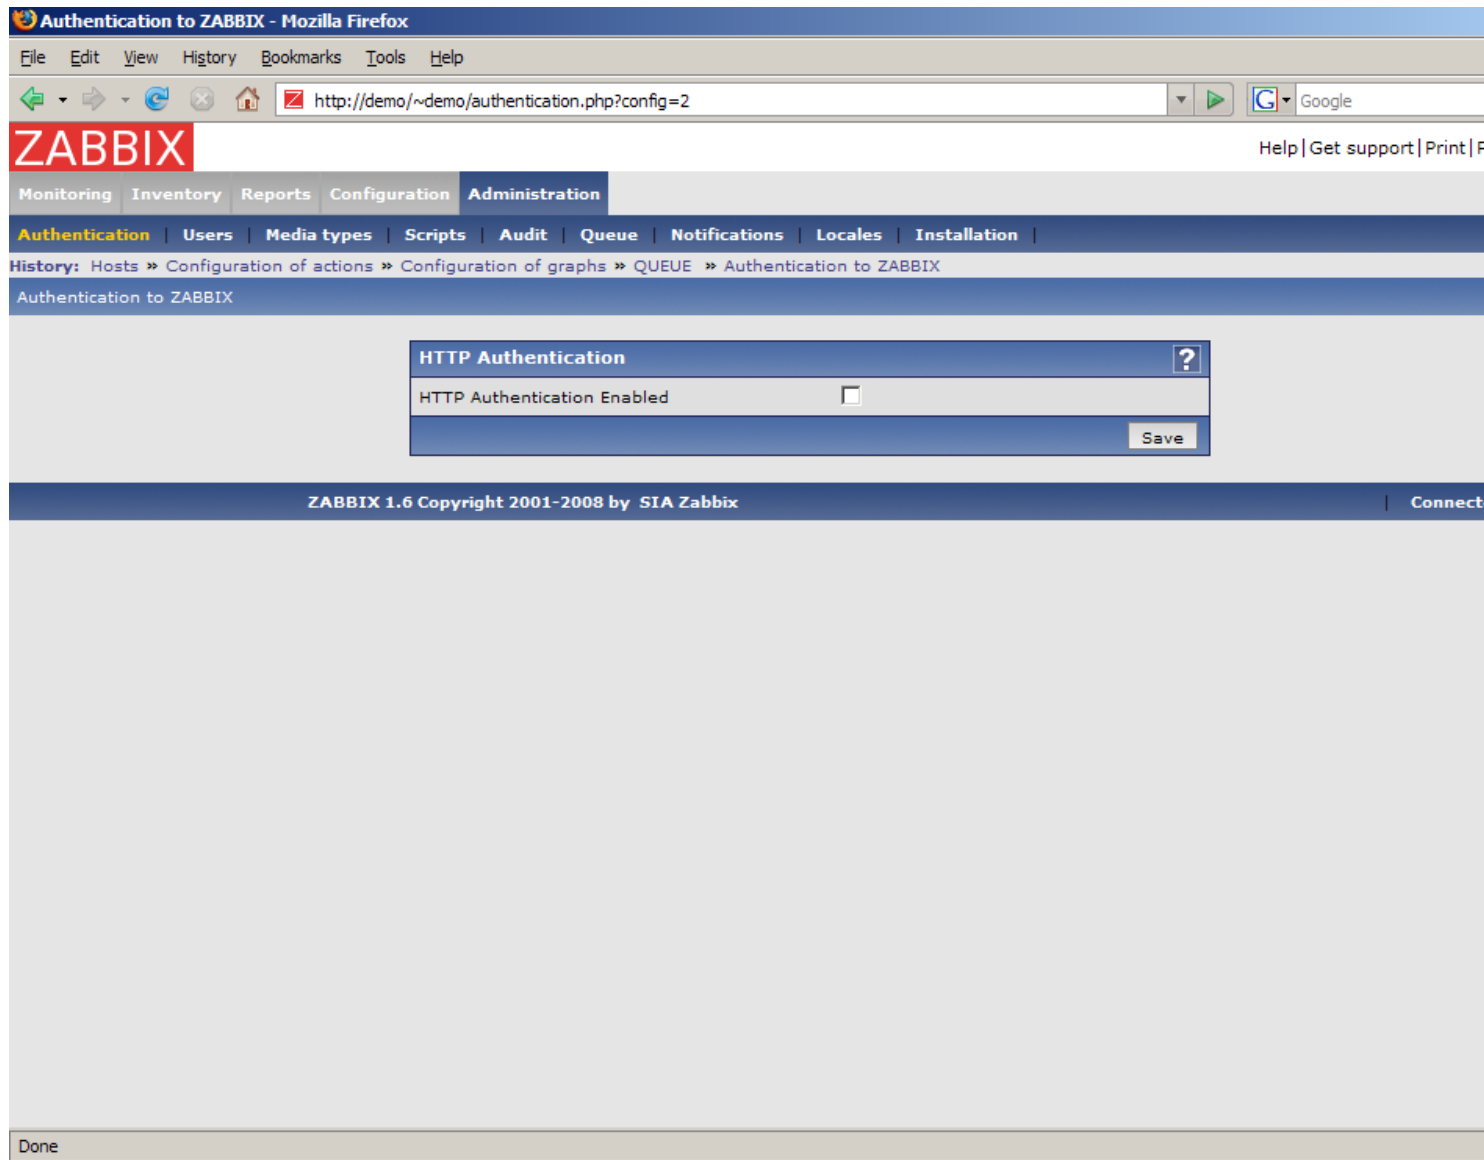 Authentication to ZABBIX - Mozilla Firefox
File Edit View History Bookmarks Tools Help
http://demo/~demo/authentication.php?config=2 G Google
ZABBIX
Help|Get support|Print|
Monitoring Inventory Reports Configuration Administration
Authentication | Users | Media types | Scripts | Audit | Queue | Notifications | Locales | Installation |
History: Hosts » Configuration of actions » Configuration of graphs » QUEUE » Authentication to ZABBIX
Authentication to ZABBIX
HTTP Authentication ?
HTTP Authentication Enabled
Save
ZABBIX 1.6 Copyright 2001-2008 by SIA Zabbix | Connect
Done